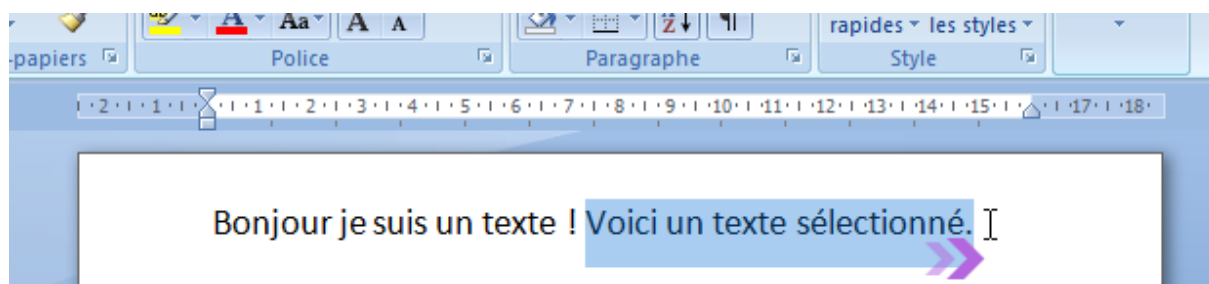 Aa A A
rapides les styles
-papiers Police Paragraphe Style
2 1 1 2 3 4 5 6 7 8 9 10 11 12 13 14 15 17 18
Bonjour je suis un texte ! Voici un texte sélectionné.